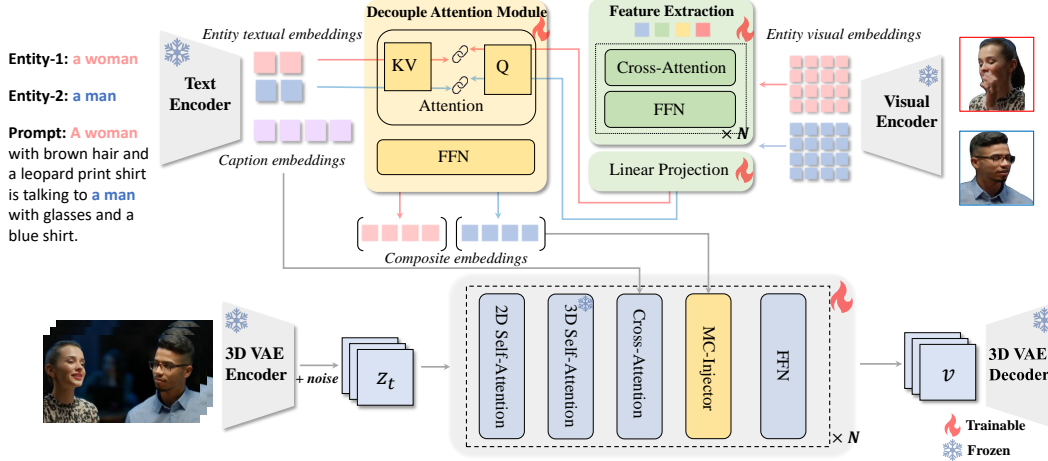 Decouple Attention Module
Feature Extraction
Entity textual embeddings
Entity visual embeddings
Entity-1: a woman
Entity-2: a man
Text
Encoder
KV
Q
Attention
FFN
Cross-Attention
FFN
× N
Visual
Encoder
Linear Projection
Prompt: A woman
with brown hair and
a leopard print shirt
is talking to a man
with glasses and a
blue shirt.
Caption embeddings
Composite embeddings
3D VAE
Encoder
+ noise
z_t
2D Self-Attention
3D Self-Attention
Cross-Attention
MC-Injector
FFN
× N
v
3D VAE
Decoder
Trainable
Frozen